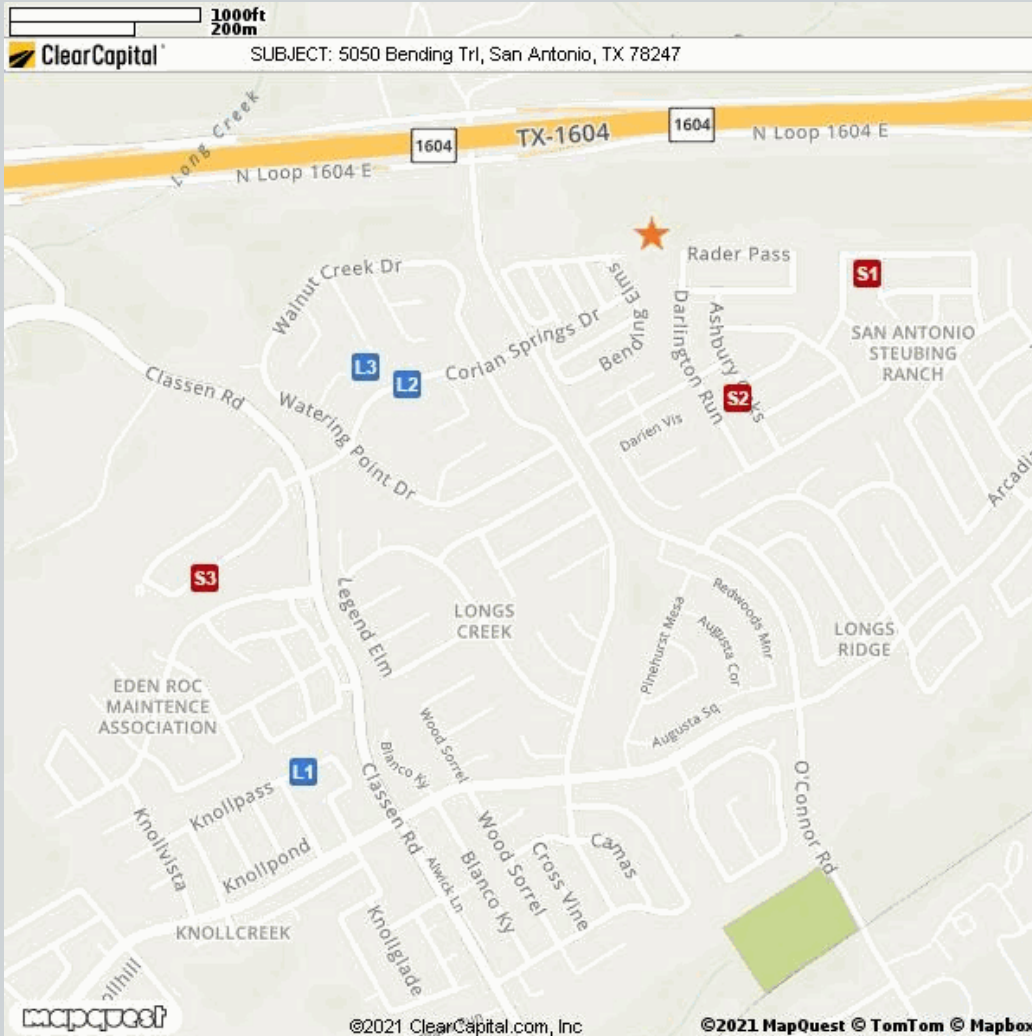 1000ft
200m
ClearCapital
SUBJECT: 5050 Bending Trl, San Antonio, TX 78247
Long Creek
1604
TX-1604
1604
N Loop 1604 E
N Loop 1604 E
Rader Pass
Walnut Creek Dr
Bending Elms
S1
Corian Springs Dr
Darlington Run
Ashbury Oaks
SAN ANTONIO
STEUBING
RANCH
L3
L2
Classen Rd
S2
Watering Point Dr
Darien Vis
Arcadia
S3
Legend Elm
LONGS
CREEK
Pinehurst Mesa
Redwoods Mnr
Augusta Cor
LONGS
RIDGE
EDEN ROC
MAINTENCE
ASSOCIATION
Augusta Sq
Wood Sorrel
Blanco Ky
L1
Knollpass
Classen Rd
O'Connor Rd
Knollvista
Knollpond
Wood Sorrel
Camas
Cross Vine
Blanco Ky
Alwick Ln
KNOLLCREEK
Knollglade
ollhill
mapquest
©2021 ClearCapital.com, Inc
©2021 MapQuest © TomTom © Mapbox